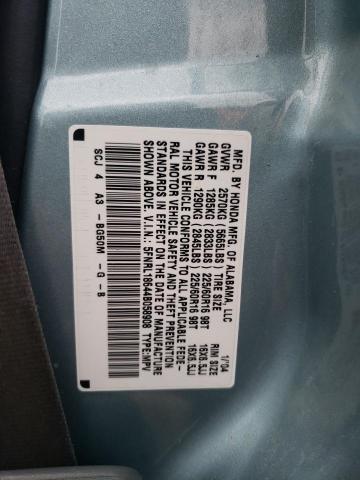 MFD. BY HONDA MFG. OF ALABAMA, LLC 1/'04
GVWR 2570KG (5665LBS) TIRE SIZE RIM SIZE
GAWR F 1285KG (2833LBS) 225/60R16 98T 16X6.5JJ
GAWR R 1290KG (2845LBS) 225/60R16 98T 16X6.5JJ
THIS VEHICLE CONFORMS TO ALL APPLICABLE FEDE-
RAL MOTOR VEHICLE SAFETY AND THEFT PREVENTION
STANDARDS IN EFFECT ON THE DATE OF MANUFACTURE
SHOWN ABOVE. V.I.N.: 5FNRL18644B058908 TYPE:MPV
SCJ 4 A3 -BG50M -G -B